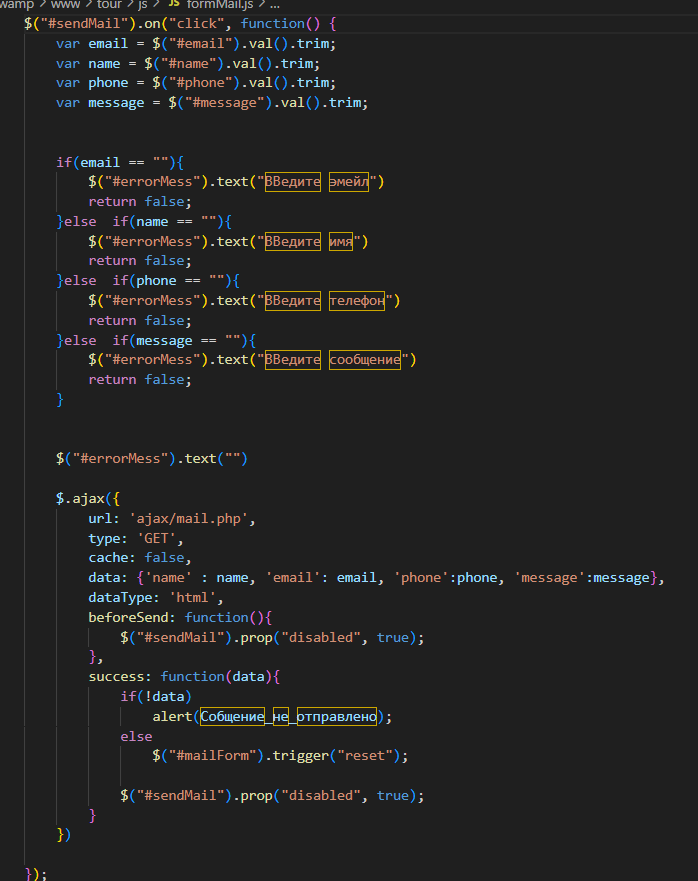 wamp > www > tour > js > JS formMail.js > ...
$("#sendMail").on("click", function() {
var email = $("#email").val().trim;
var name = $("#name").val().trim;
var phone = $("#phone").val().trim;
var message = $("#message").val().trim;
if(email == ""){
$("#errorMess").text("ВВедите эмейл")
return false;
}else  if(name == ""){
$("#errorMess").text("ВВедите имя")
return false;
}else  if(phone == ""){
$("#errorMess").text("ВВедите телефон")
return false;
}else  if(message == ""){
$("#errorMess").text("ВВедите сообщение")
return false;
}
$("#errorMess").text("")
$.ajax({
url: 'ajax/mail.php',
type: 'GET',
cache: false,
data: {'name' : name, 'email': email, 'phone':phone, 'message':message},
dataType: 'html',
beforeSend: function(){
$("#sendMail").prop("disabled", true);
},
success: function(data){
if(!data)
alert(Собщение_не_отправлено);
else
$("#mailForm").trigger("reset");
$("#sendMail").prop("disabled", true);
}
})
});